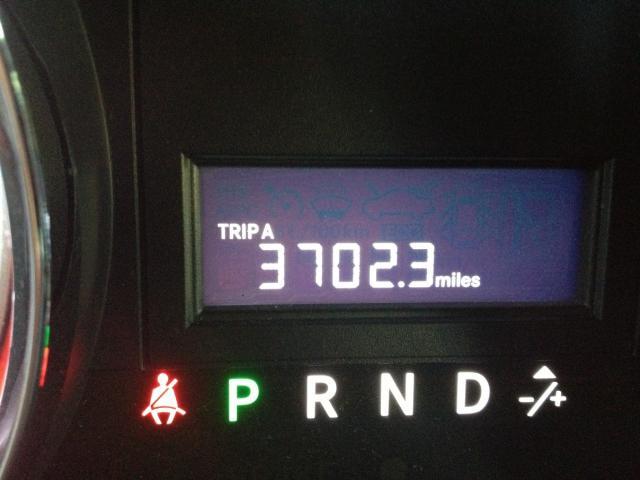 TRIP A
3702.3 miles
P R N D -/+